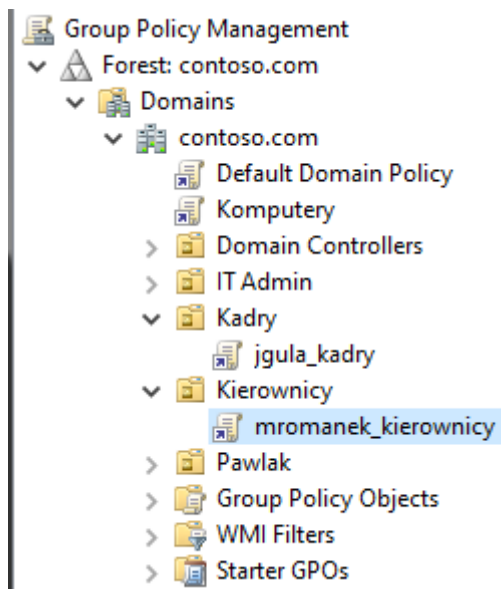 Group Policy Management
Forest: contoso.com
Domains
contoso.com
Default Domain Policy
Komputery
Domain Controllers
IT Admin
Kadry
jgula_kadry
Kierownicy
mromanek_kierownicy
Pawlak
Group Policy Objects
WMI Filters
Starter GPOs